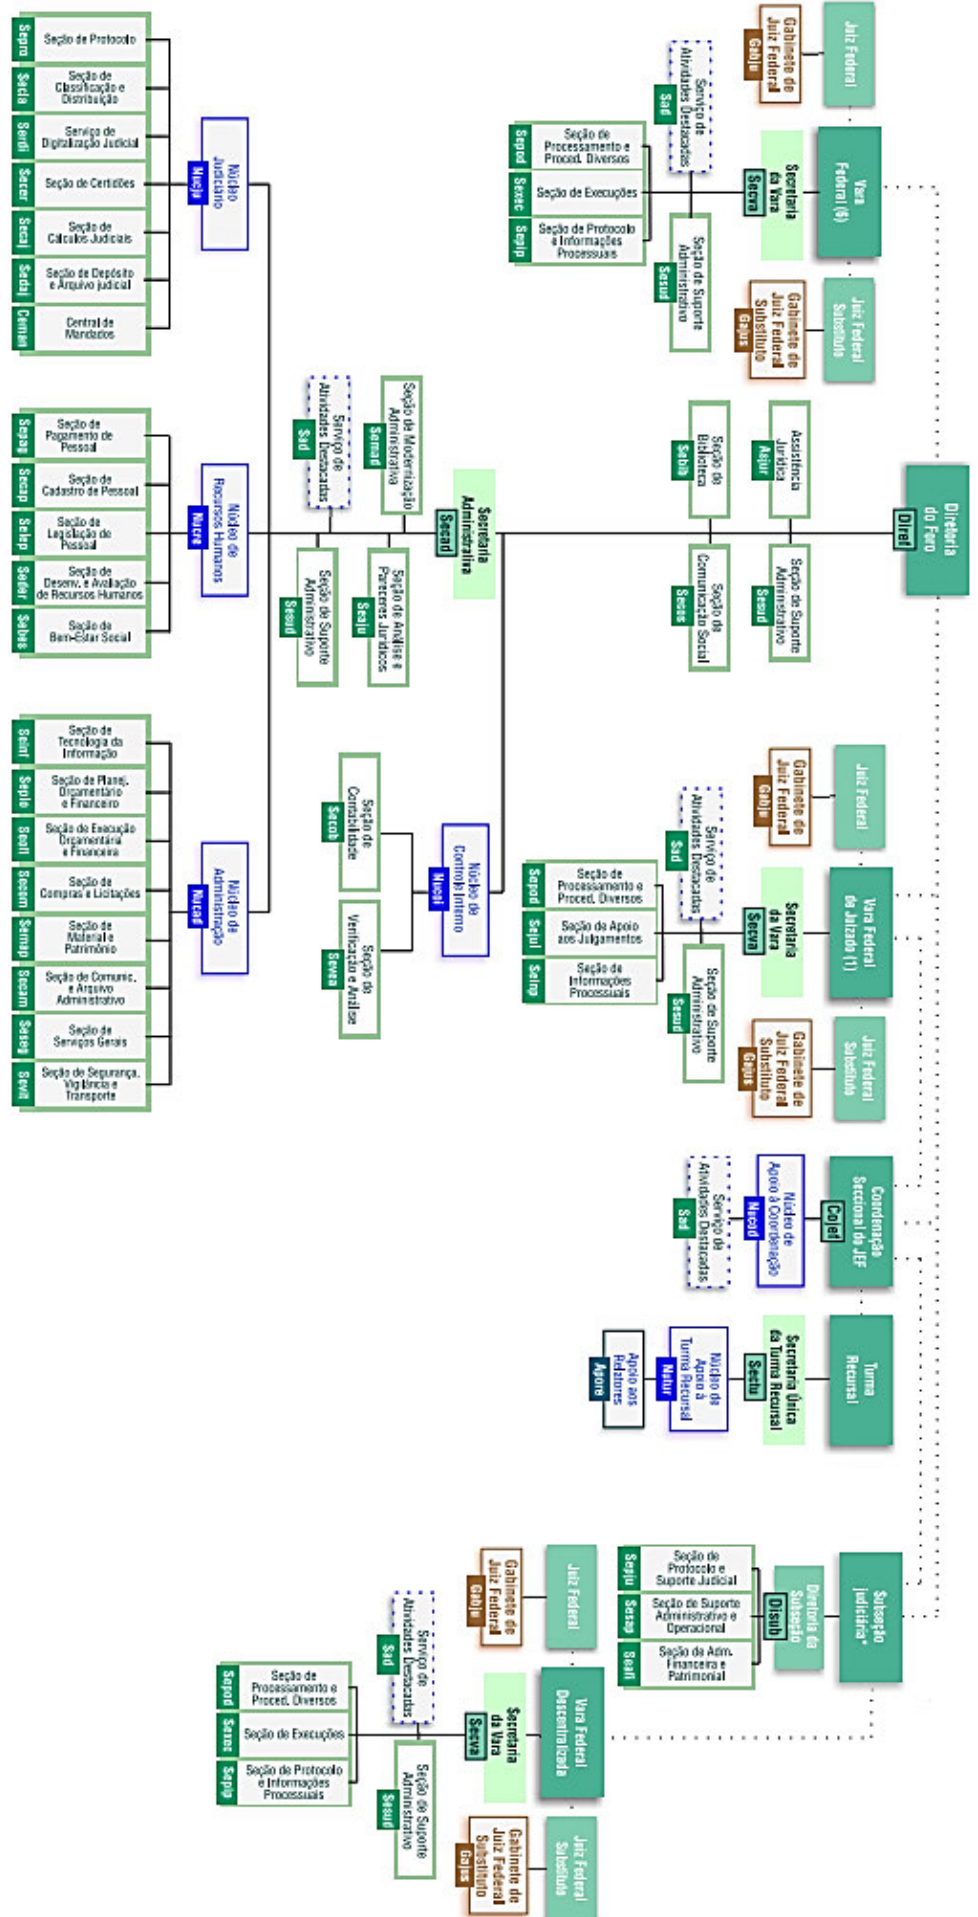 Diretoria
do Foro
Diref
Assistência
Jurídica
Asjur
Seção de Suporte
Administrativo
Sesud
Seção de
Biblioteca
Sebib
Seção de
Comunicação Social
Secos
Juiz Federal
Gabinete de
Juiz Federal
Gabju
Vara
Federal (6)
Secretaria
da Vara
Secva
Juiz Federal
Substituto
Gabinete de
Juiz Federal
Substituto
Gajus
Serviço de
Atividades Destacadas
Sad
Seção de Suporte
Administrativo
Sesud
Seção de
Processamento e
Proced. Diversos
Sepod
Seção de Execuções
Sexec
Seção de Protocolo
e Informações
Processuais
Sepip
Juiz Federal
Gabinete de
Juiz Federal
Gabju
Vara Federal
de Juizado (1)
Secretaria
da Vara
Secva
Juiz Federal
Substituto
Gabinete de
Juiz Federal
Substituto
Gajus
Serviço de
Atividades Destacadas
Sad
Seção de Suporte
Administrativo
Sesud
Seção de
Processamento e
Proced. Diversos
Sepod
Seção de Apoio
aos Julgamentos
Sejul
Seção de
Informações
Processuais
Seinp
Coordenação
Seccional do JEF
Cojef
Núcleo de
Apoio à Coordenação
Nucod
Serviço de
Atividades Destacadas
Sad
Turma
Recursal
Secretaria Única
da Turma Recursal
Sectu
Núcleo de
Apoio à
Turma Recursal
Nutur
Apoio aos
Relatores
Apore
Subseção
judiciária*
Diretoria da
Subseção
Disub
Seção de
Protocolo e
Suporte Judicial
Sepju
Seção de Suporte
Administrativo e
Operacional
Sesap
Seção de Adm.
Financeira e
Patrimonial
Seafi
Juiz Federal
Gabinete de
Juiz Federal
Gabju
Vara Federal
Descentralizada
Secretaria
da Vara
Secva
Juiz Federal
Substituto
Gabinete de
Juiz Federal
Substituto
Gajus
Serviço de
Atividades Destacadas
Sad
Seção de Suporte
Administrativo
Sesud
Seção de
Processamento e
Proced. Diversos
Sepod
Seção de Execuções
Sexec
Seção de Protocolo
e Informações
Processuais
Sepip
Secretaria
Administrativa
Secad
Seção de Modernização
Administrativa
Semad
Seção de Análise e
Pareceres Jurídicos
Seaju
Serviço de
Atividades Destacadas
Sad
Seção de Suporte
Administrativo
Sesud
Núcleo de
Controle Interno
Nucoi
Seção de
Contabilidade
Secob
Seção de
Verificação e Análise
Sevea
Núcleo
Judiciário
Nucju
Seção de Protocolo
Sepro
Seção de
Classificação e
Distribuição
Secla
Serviço de
Digitalização Judicial
Serdi
Seção de Certidões
Secer
Seção de
Cálculos Judiciais
Secaj
Seção de Depósito
e Arquivo judicial
Sedaj
Central de
Mandados
Ceman
Núcleo de
Recursos Humanos
Nucre
Seção de
Pagamento de
Pessoal
Sepag
Seção de
Cadastro de Pessoal
Secap
Seção de
Legislação de
Pessoal
Selep
Seção de
Desenv. e Avaliação
de Recursos Humanos
Seder
Seção de
Bem-Estar Social
Sebes
Núcleo de
Administração
Nucad
Seção de
Tecnologia da
Informação
Seinf
Seção de Planej.
Orçamentário
e Financeiro
Seplo
Seção de Execução
Orçamentária
e Financeira
Seofi
Seção de
Compras e Licitações
Secom
Seção de
Material e
Patrimônio
Semap
Seção de Comunic.
e Arquivo
Administrativo
Secam
Seção de
Serviços Gerais
Seseg
Seção de Segurança,
Vigilância e
Transporte
Sevit